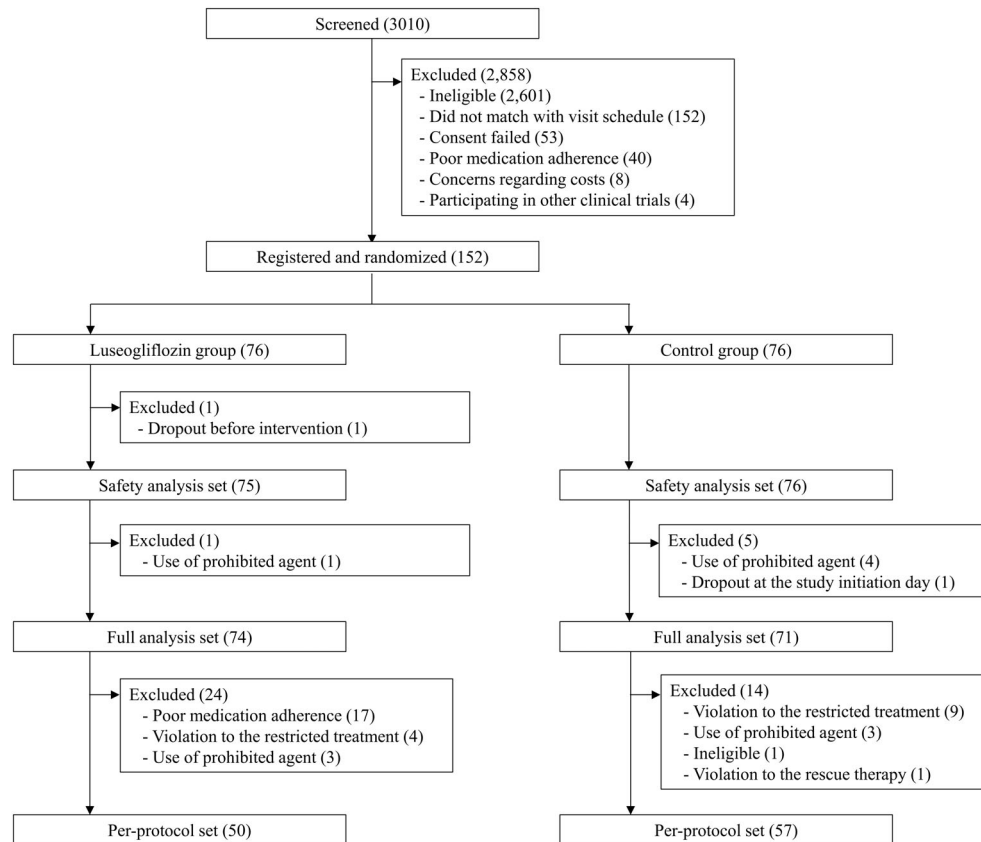 Screened (3010)
Excluded (2,858)
- Ineligible (2,601)
- Did not match with visit schedule (152)
- Consent failed (53)
- Poor medication adherence (40)
- Concerns regarding costs (8)
- Participating in other clinical trials (4)
Registered and randomized (152)
Luseogliflozin group (76)
Control group (76)
Excluded (1)
- Dropout before intervention (1)
Safety analysis set (75)
Safety analysis set (76)
Excluded (1)
- Use of prohibited agent (1)
Excluded (5)
- Use of prohibited agent (4)
- Dropout at the study initiation day (1)
Full analysis set (74)
Full analysis set (71)
Excluded (24)
- Poor medication adherence (17)
- Violation to the restricted treatment (4)
- Use of prohibited agent (3)
Excluded (14)
- Violation to the restricted treatment (9)
- Use of prohibited agent (3)
- Ineligible (1)
- Violation to the rescue therapy (1)
Per-protocol set (50)
Per-protocol set (57)